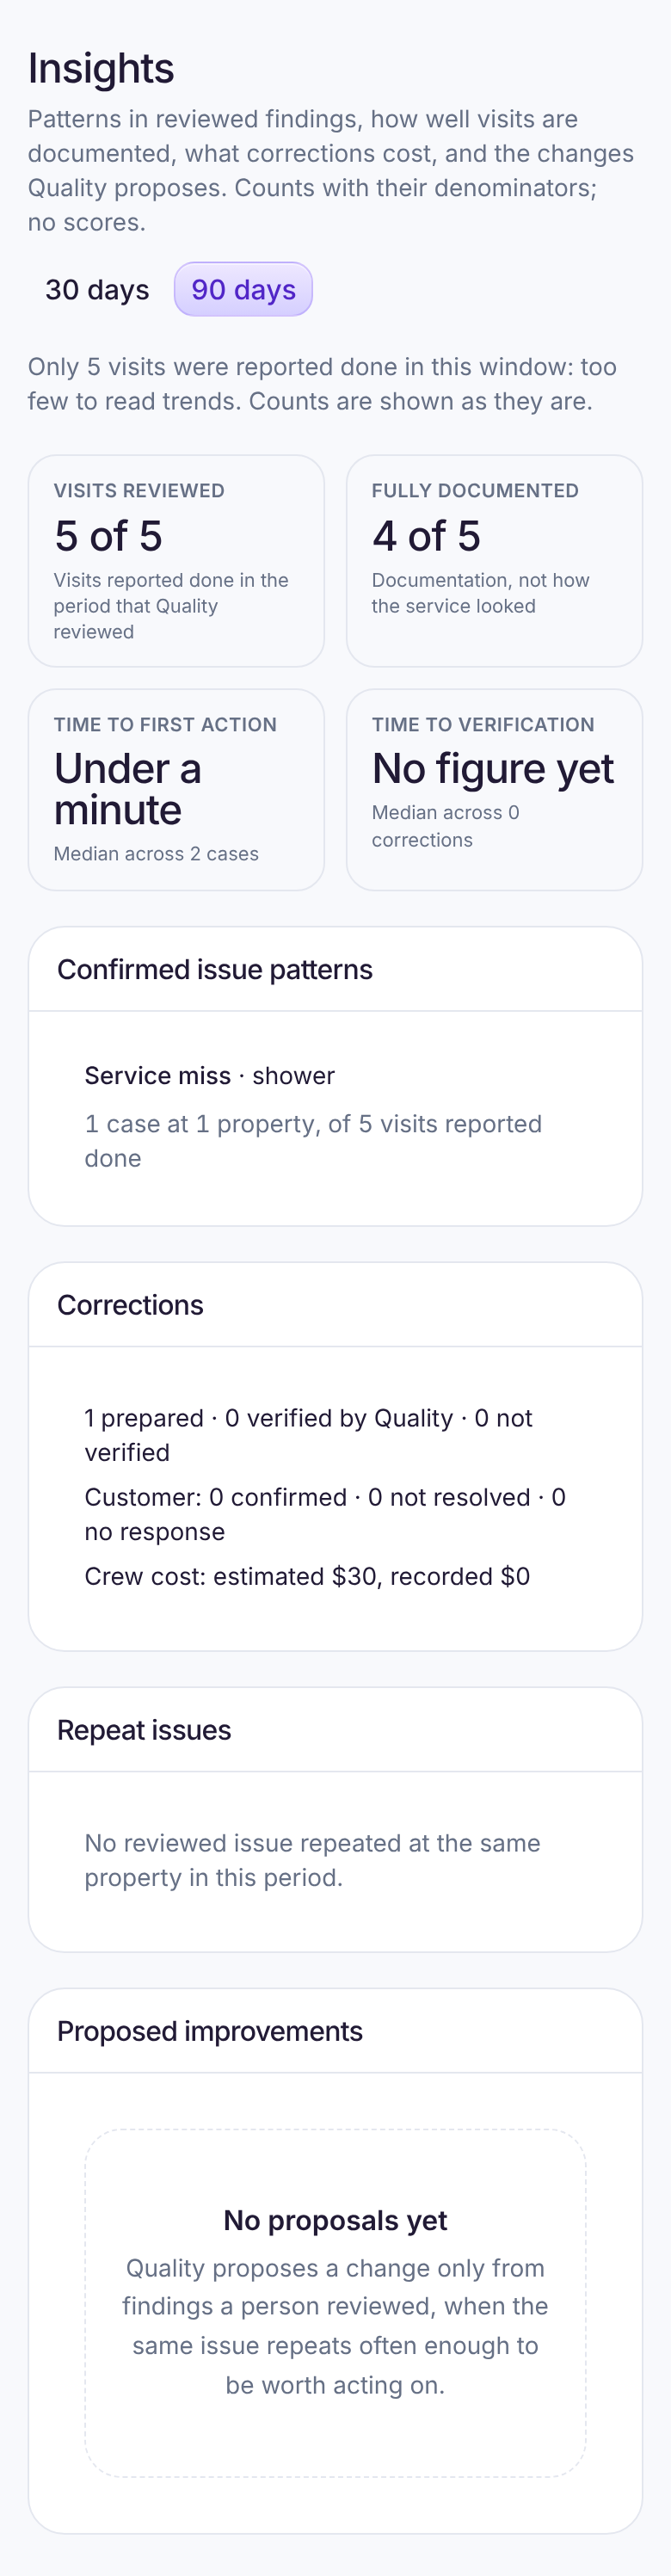 Insights
Patterns in reviewed findings, how well visits are
documented, what corrections cost, and the changes
Quality proposes. Counts with their denominators;
no scores.
30 days
90 days
Only 5 visits were reported done in this window: too
few to read trends. Counts are shown as they are.
VISITS REVIEWED
5 of 5
Visits reported done in the
period that Quality
reviewed
FULLY DOCUMENTED
4 of 5
Documentation, not how
the service looked
TIME TO FIRST ACTION
Under a
minute
Median across 2 cases
TIME TO VERIFICATION
No figure yet
Median across 0
corrections
Confirmed issue patterns
Service miss · shower
1 case at 1 property, of 5 visits reported
done
Corrections
1 prepared · 0 verified by Quality · 0 not
verified
Customer: 0 confirmed · 0 not resolved · 0
no response
Crew cost: estimated $30, recorded $0
Repeat issues
No reviewed issue repeated at the same
property in this period.
Proposed improvements
No proposals yet
Quality proposes a change only from
findings a person reviewed, when the
same issue repeats often enough to
be worth acting on.